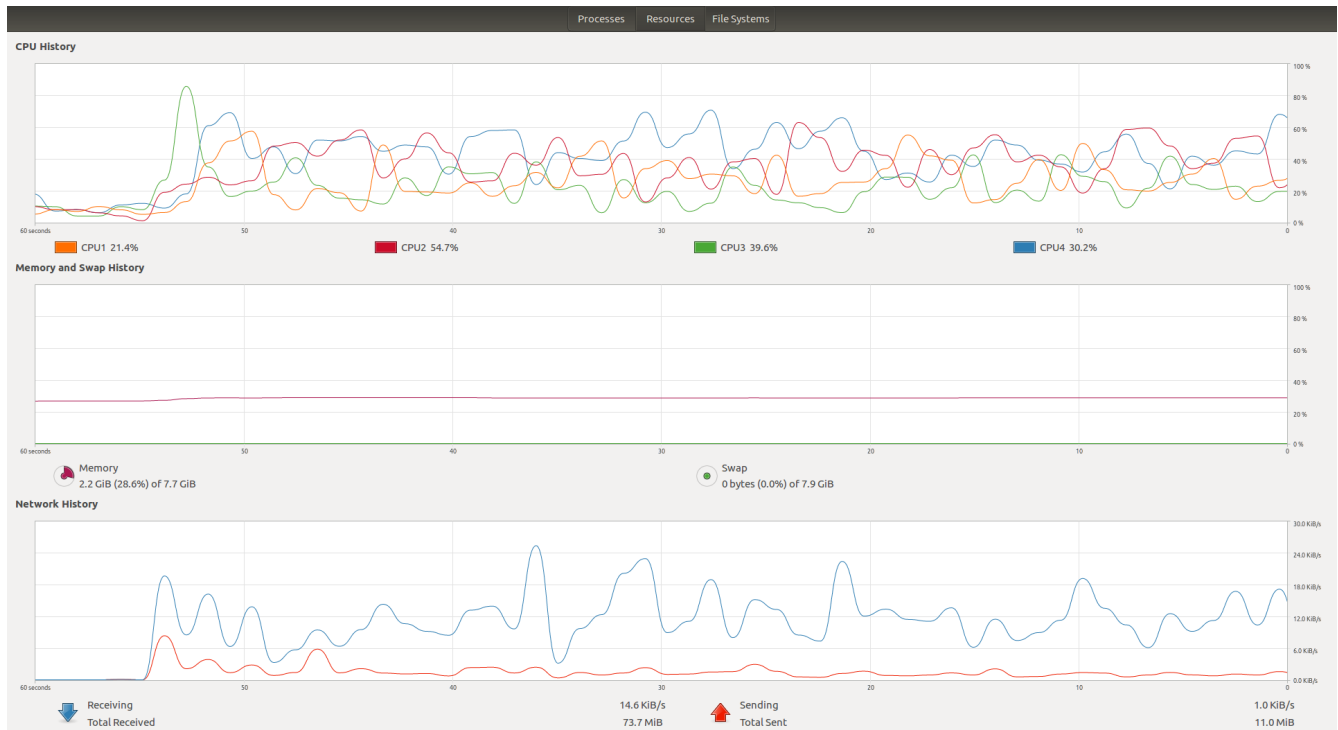 Processes Resources File Systems
CPU History
100 %
80 %
60 %
40 %
20 %
0 %
60 seconds 50 40 30 20 10 0
CPU1 21.4% CPU2 54.7% CPU3 39.6% CPU4 30.2%
Memory and Swap History
100 %
80 %
60 %
40 %
20 %
0 %
60 seconds 50 40 30 20 10 0
Memory Swap
2.2 GiB (28.6%) of 7.7 GiB 0 bytes (0.0%) of 7.9 GiB
Network History
30.0 KiB/s
24.0 KiB/s
18.0 KiB/s
12.0 KiB/s
6.0 KiB/s
0.0 KiB/s
60 seconds 50 40 30 20 10 0
Receiving 14.6 KiB/s Sending 1.0 KiB/s
Total Received 73.7 MiB Total Sent 11.0 MiB